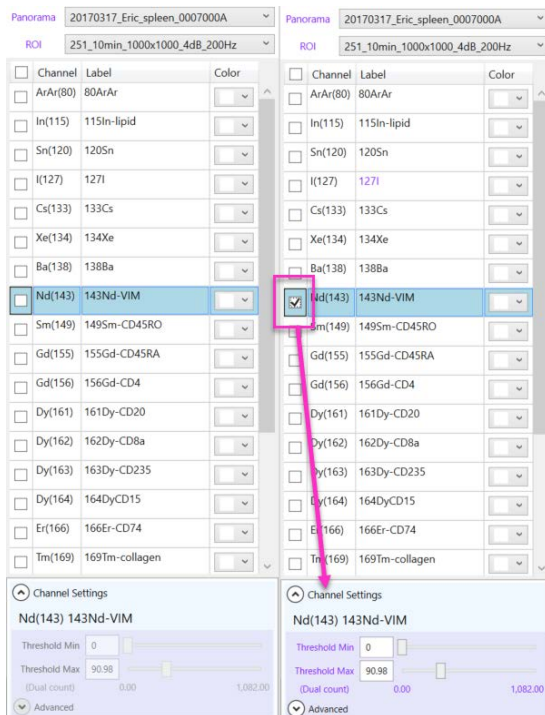 Panorama 20170317_Eric_spleen_0007000A
ROI 251_10min_1000x1000_4dB_200Hz
Channel Label Color
ArAr(80) 80ArAr
In(115) 115In-lipid
Sn(120) 120Sn
I(127) 127I
Cs(133) 133Cs
Xe(134) 134Xe
Ba(138) 138Ba
Nd(143) 143Nd-VIM
Sm(149) 149Sm-CD45RO
Gd(155) 155Gd-CD45RA
Gd(156) 156Gd-CD4
Dy(161) 161Dy-CD20
Dy(162) 162Dy-CD8a
Dy(163) 163Dy-CD235
Dy(164) 164DyCD15
Er(166) 166Er-CD74
Tm(169) 169Tm-collagen
Channel Settings
Nd(143) 143Nd-VIM
Threshold Min 0
Threshold Max 90.98
(Dual count) 0.00 1,082.00
Advanced
Panorama 20170317_Eric_spleen_0007000A
ROI 251_10min_1000x1000_4dB_200Hz
Channel Label Color
ArAr(80) 80ArAr
In(115) 115In-lipid
Sn(120) 120Sn
I(127) 127I
Cs(133) 133Cs
Xe(134) 134Xe
Ba(138) 138Ba
Nd(143) 143Nd-VIM
Sm(149) 149Sm-CD45RO
Gd(155) 155Gd-CD45RA
Gd(156) 156Gd-CD4
Dy(161) 161Dy-CD20
Dy(162) 162Dy-CD8a
Dy(163) 163Dy-CD235
Dy(164) 164DyCD15
Er(166) 166Er-CD74
Tm(169) 169Tm-collagen
Channel Settings
Nd(143) 143Nd-VIM
Threshold Min 0
Threshold Max 90.98
(Dual count) 0.00 1,082.00
Advanced